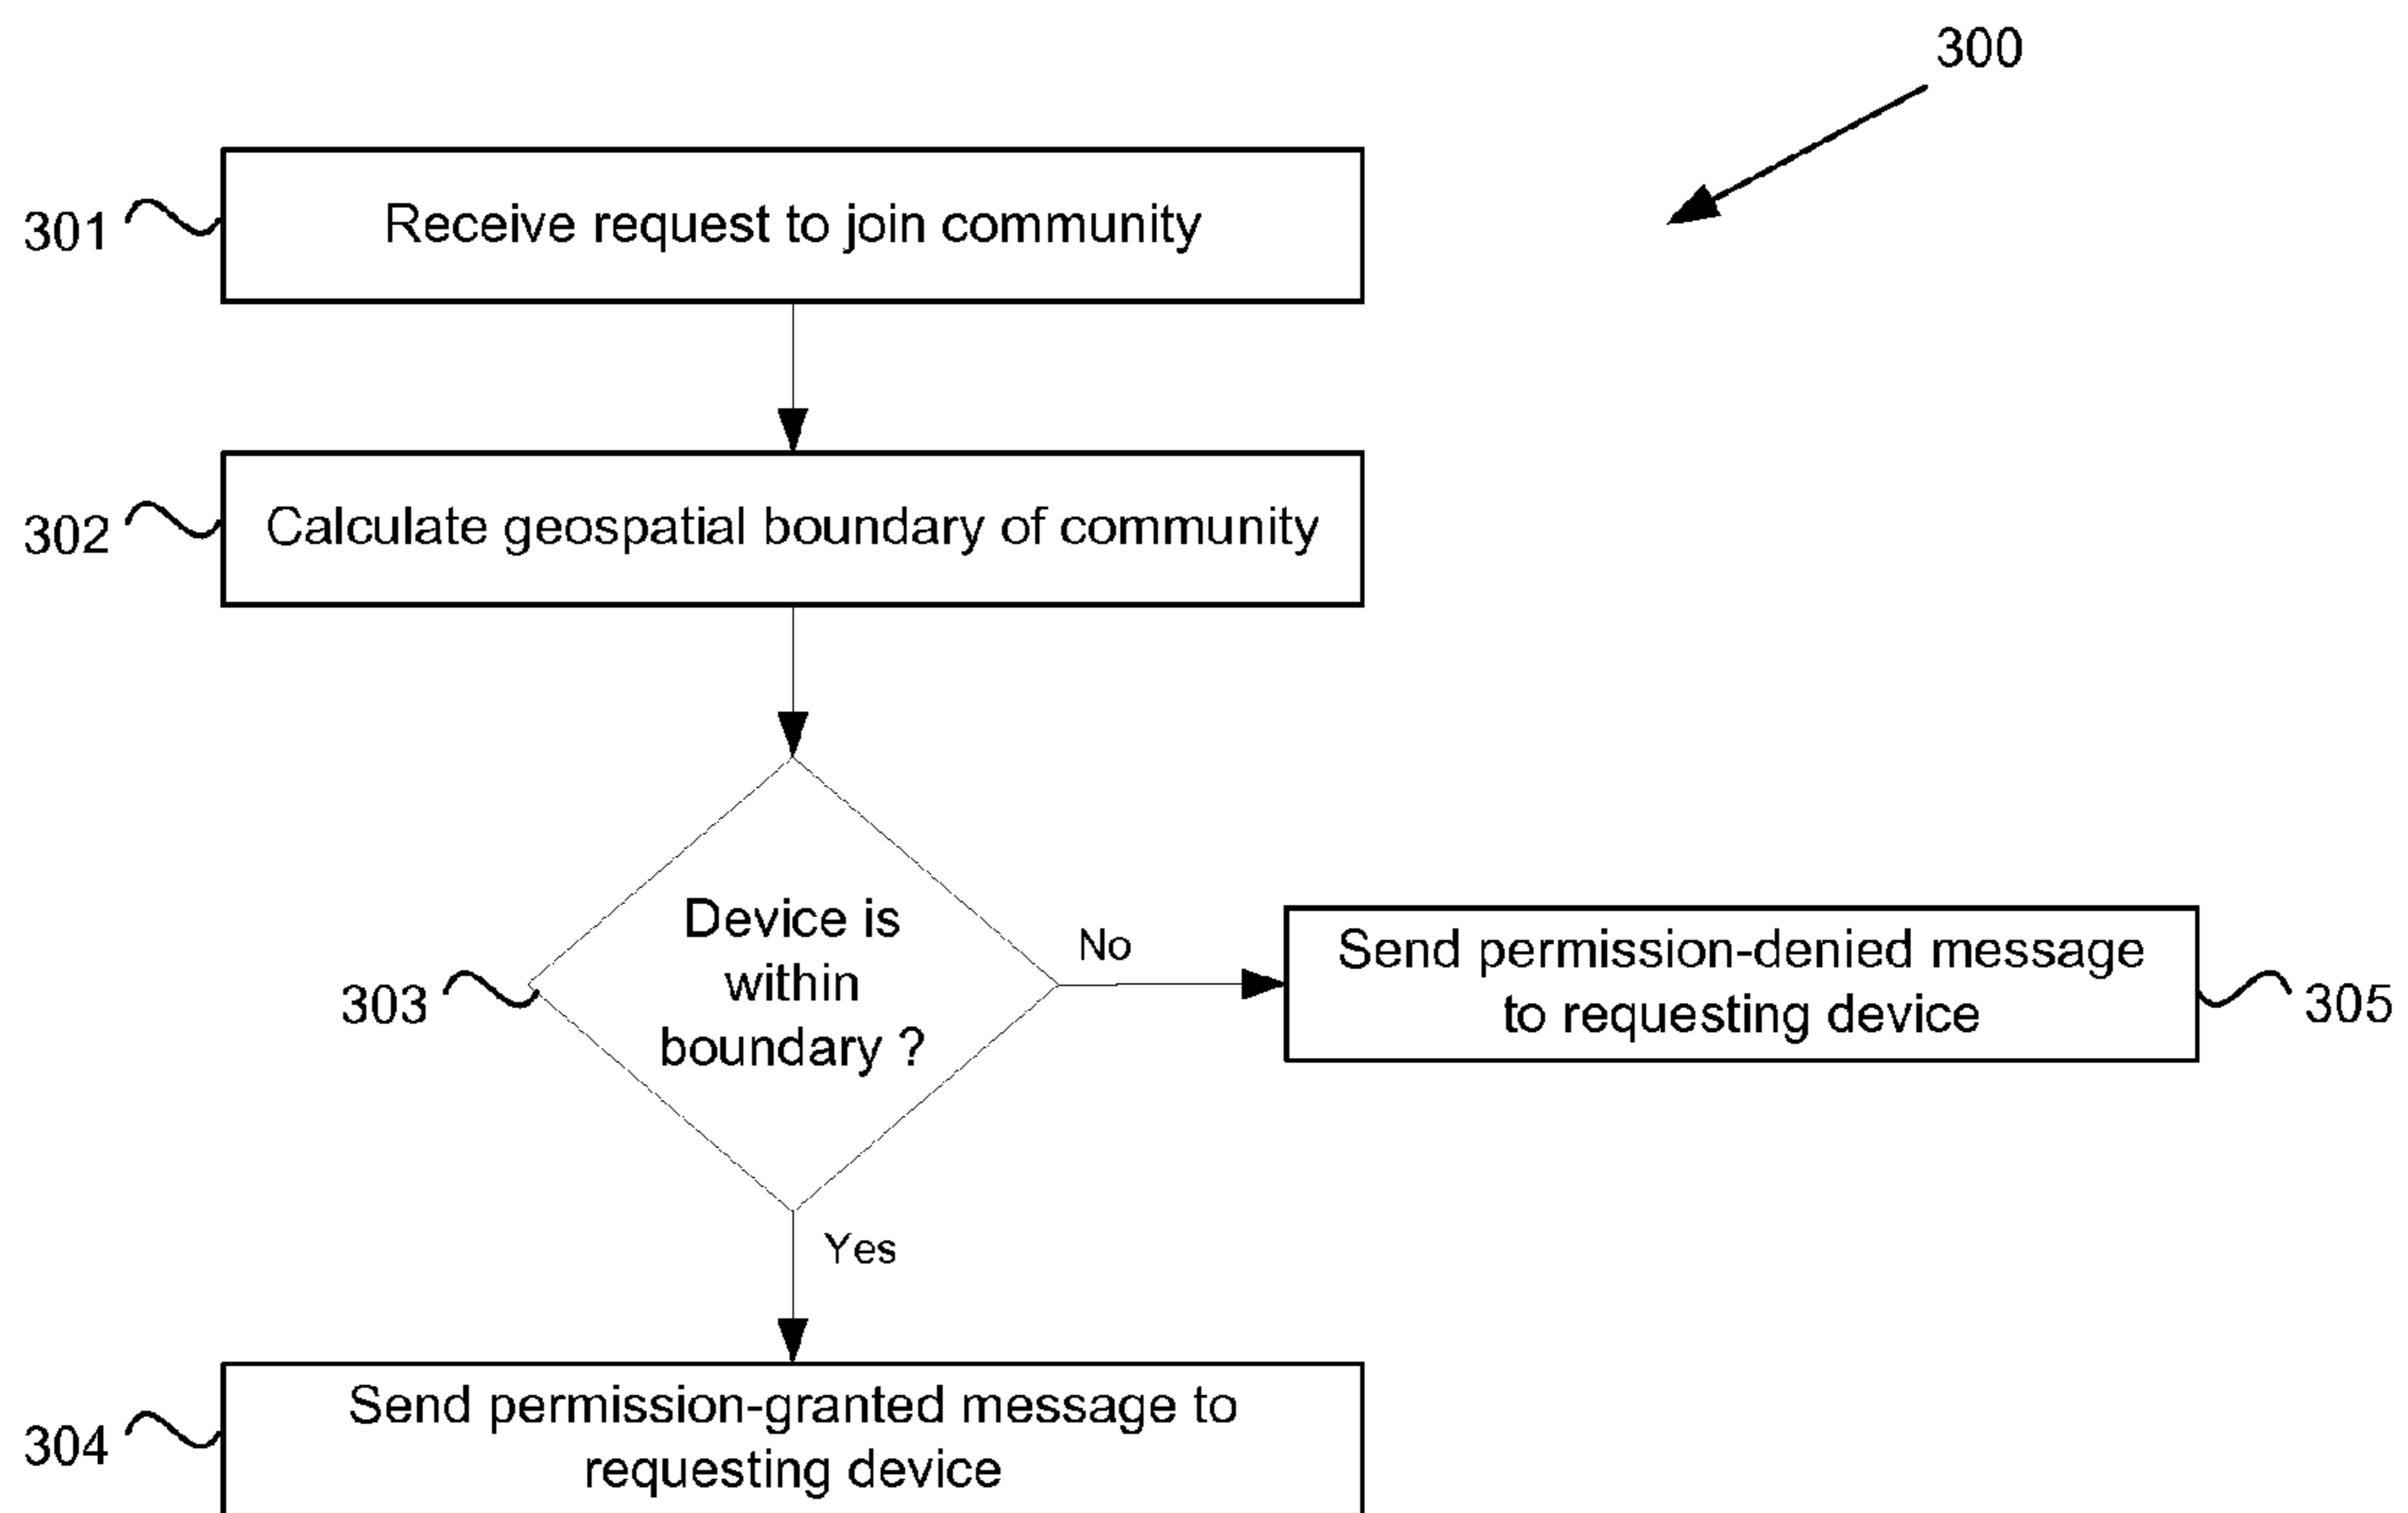 300
301
Receive request to join community
302
Calculate geospatial boundary of community
303
Device is
within
boundary ?
No
Send permission-denied message
to requesting device
305
Yes
304
Send permission-granted message to
requesting device